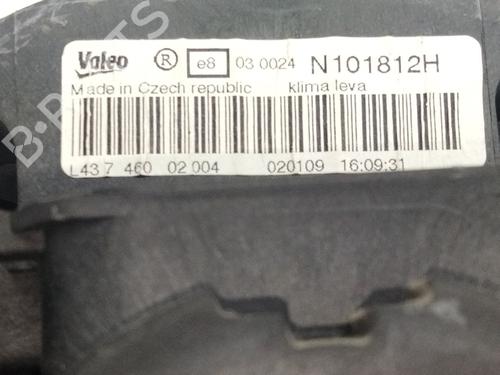 Valeo ® e8 03 0024 N101812H
Made in Czech republic klima leva
L43 7 460 02 004 020109 16:09:31
B-PARTS